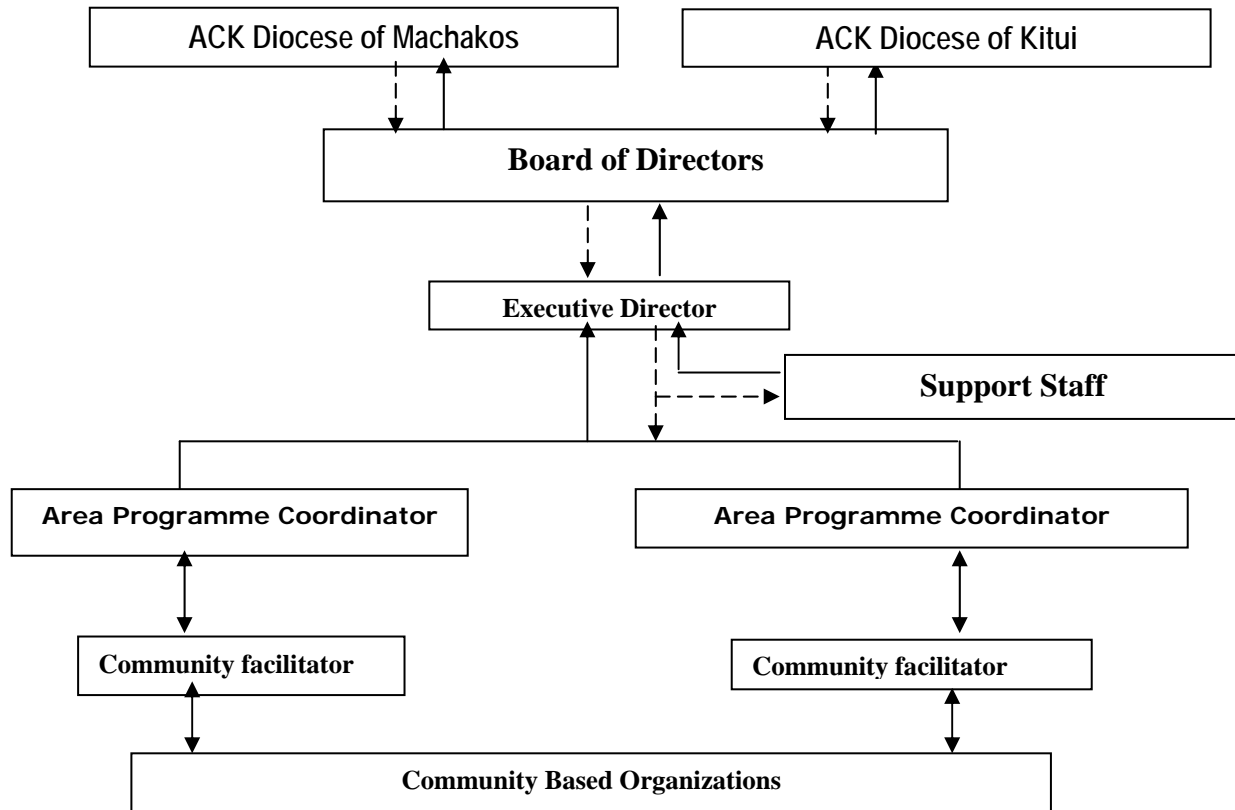 ACK Diocese of Machakos
ACK Diocese of Kitui
Board of Directors
Executive Director
Support Staff
Area Programme Coordinator
Area Programme Coordinator
Community facilitator
Community facilitator
Community Based Organizations